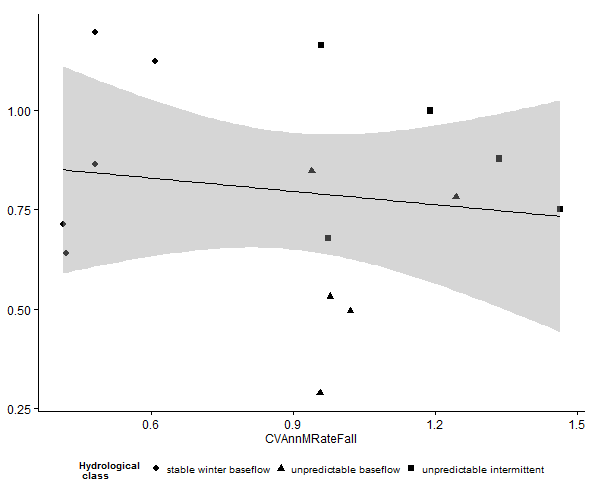 1.00
0.75
0.50
0.25
0.6 0.9 1.2 1.5
CVAnnMRateFall
Hydrological
class
stable winter baseflow unpredictable baseflow unpredictable intermittent